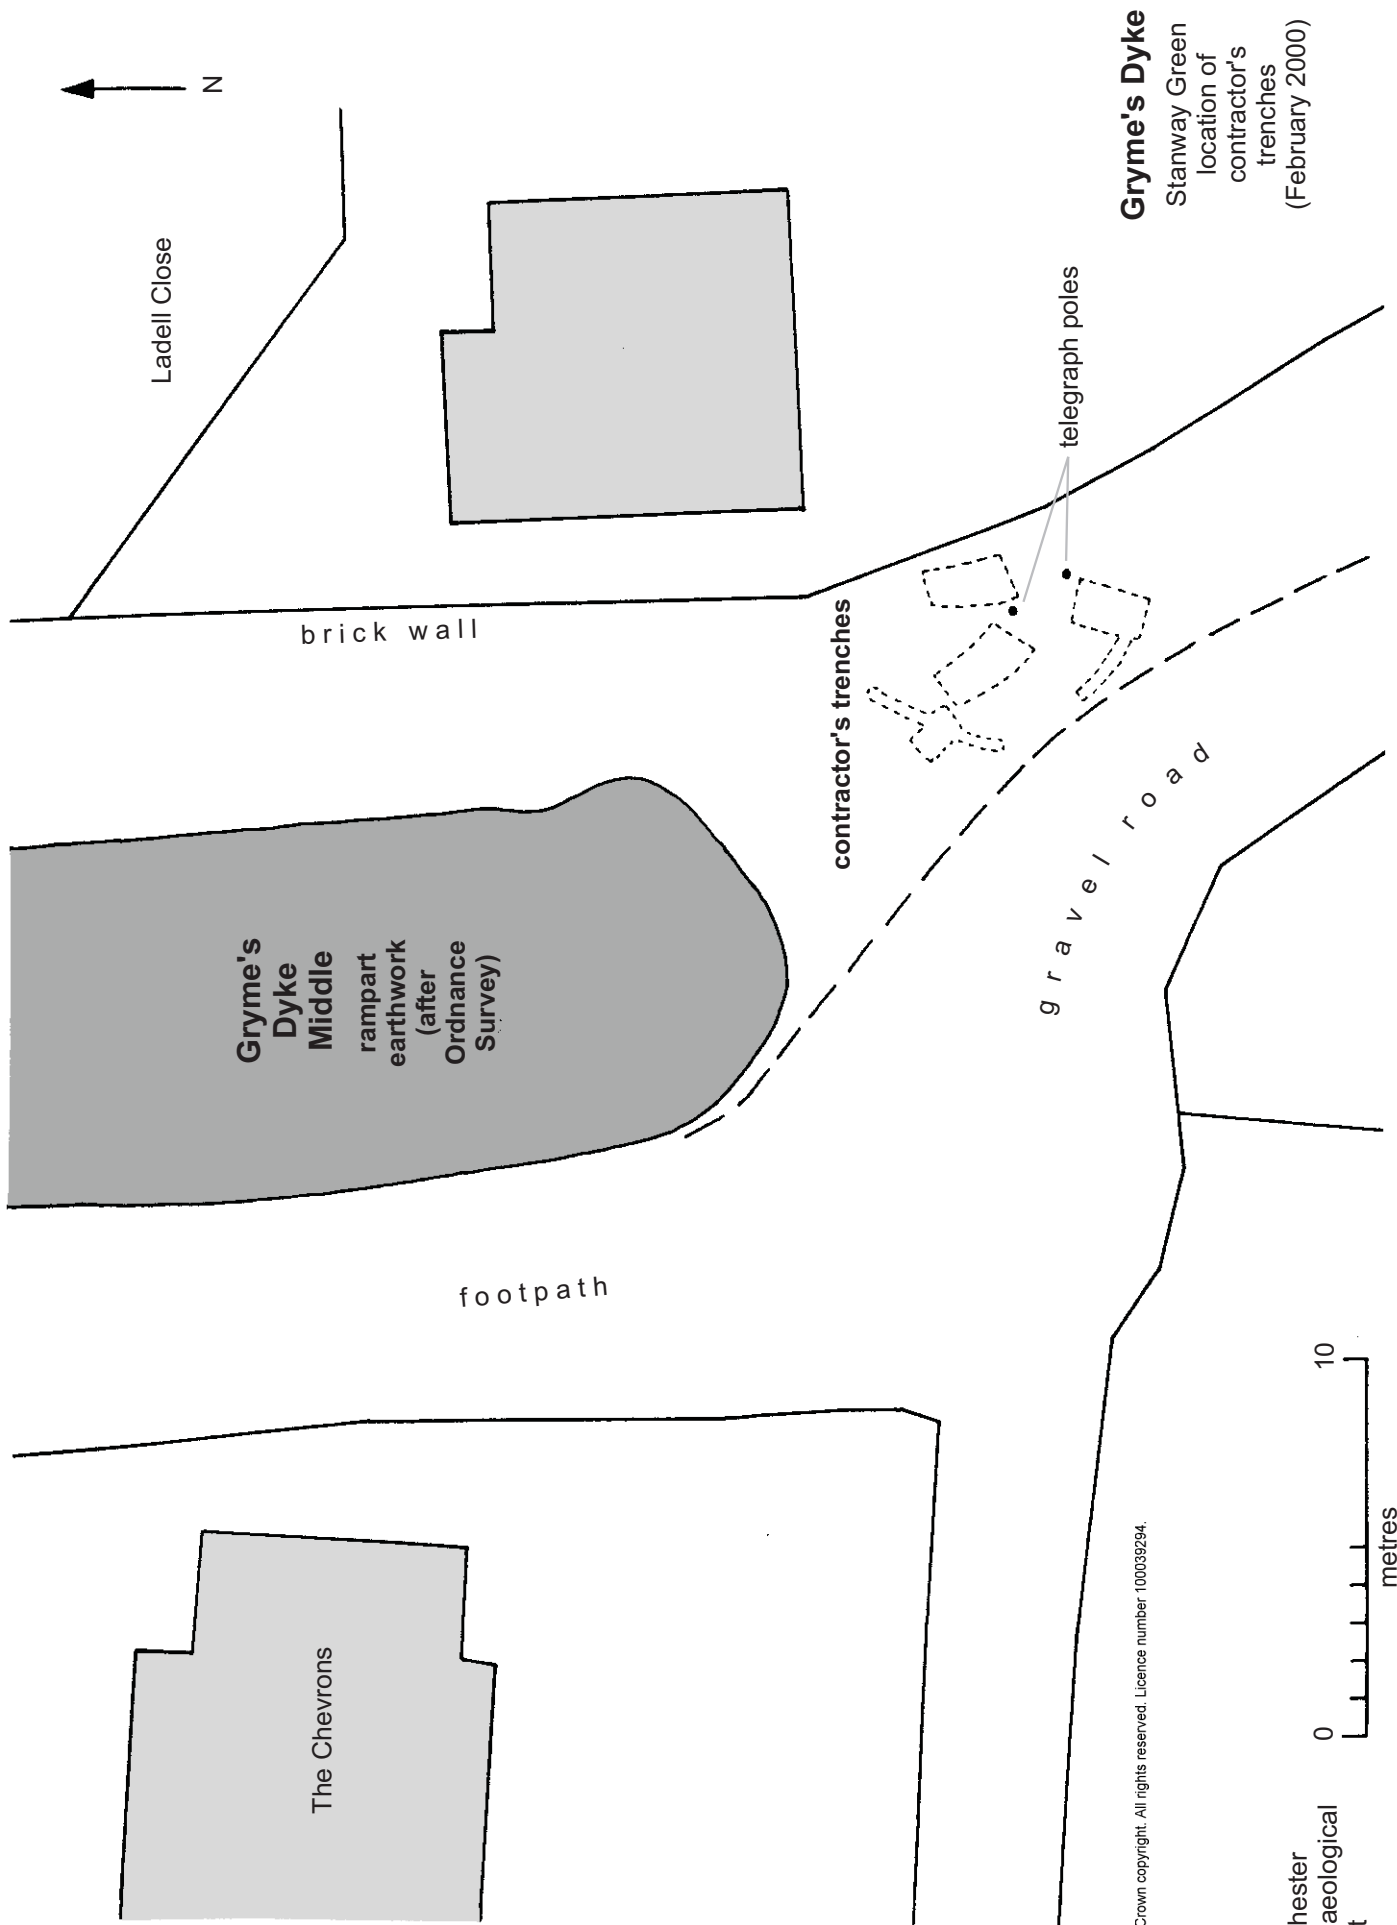 N
Ladell Close
brick wall
Gryme's
Dyke
Middle
rampart
earthwork
(after
Ordnance
Survey)
contractor's trenches
telegraph poles
gravel road
footpath
The Chevrons
Gryme's Dyke
Stanway Green
location of
contractor's
trenches
(February 2000)
Crown copyright. All rights reserved. Licence number 100039294.
0 10
metres
hester
aeological
t